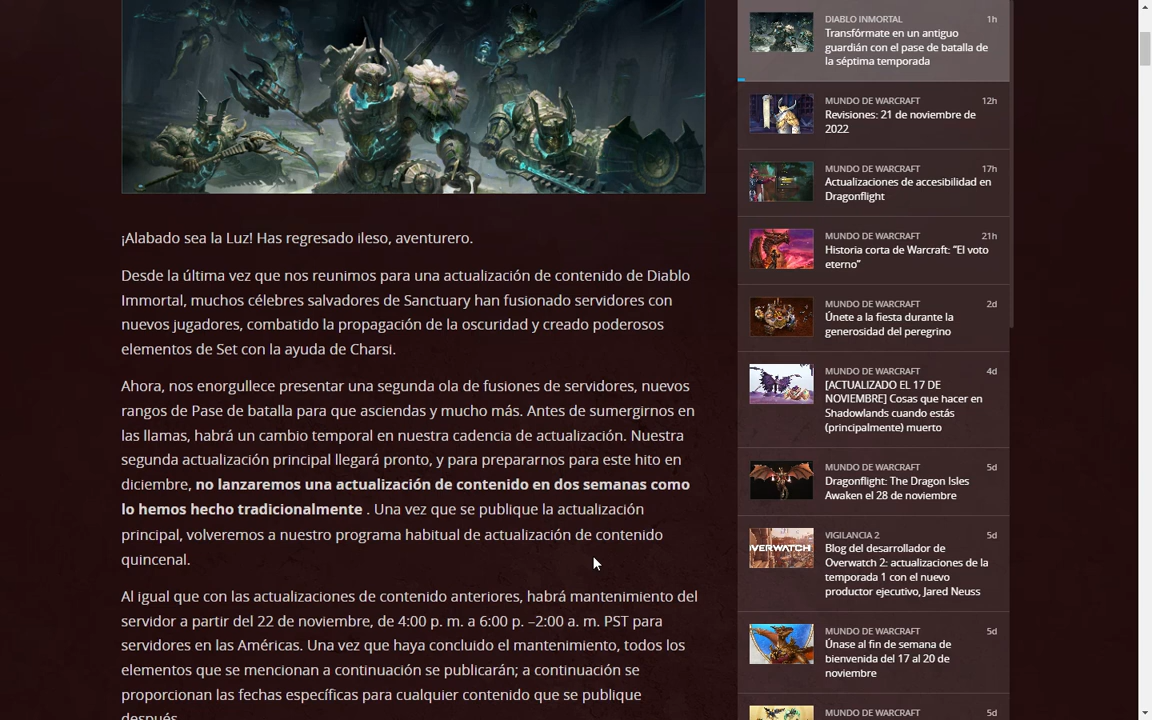 ¡Alabado sea la Luz! Has regresado ileso, aventurero.
Desde la última vez que nos reunimos para una actualización de contenido de Diablo
Immortal, muchos célebres salvadores de Sanctuary han fusionado servidores con
nuevos jugadores, combatido la propagación de la oscuridad y creado poderosos
elementos de Set con la ayuda de Charsi.
Ahora, nos enorgullece presentar una segunda ola de fusiones de servidores, nuevos
rangos de Pase de batalla para que asciendas y mucho más. Antes de sumergirnos en
las llamas, habrá un cambio temporal en nuestra cadencia de actualización. Nuestra
segunda actualización principal llegará pronto, y para prepararnos para este hito en
diciembre, no lanzaremos una actualización de contenido en dos semanas como
lo hemos hecho tradicionalmente . Una vez que se publique la actualización
principal, volveremos a nuestro programa habitual de actualización de contenido
quincenal.
Al igual que con las actualizaciones de contenido anteriores, habrá mantenimiento del
servidor a partir del 22 de noviembre, de 4:00 p. m. a 6:00 p. –2:00 a. m. PST para
servidores en las Américas. Una vez que haya concluido el mantenimiento, todos los
elementos que se mencionan a continuación se publicarán; a continuación se
proporcionan las fechas específicas para cualquier contenido que se publique
después.
DIABLO INMORTAL 1h
Transfórmate en un antiguo
guardián con el pase de batalla de
la séptima temporada
MUNDO DE WARCRAFT 12h
Revisiones: 21 de noviembre de
2022
MUNDO DE WARCRAFT 17h
Actualizaciones de accesibilidad en
Dragonflight
MUNDO DE WARCRAFT 21h
Historia corta de Warcraft: “El voto
eterno”
MUNDO DE WARCRAFT 2d
Únete a la fiesta durante la
generosidad del peregrino
MUNDO DE WARCRAFT 4d
[ACTUALIZADO EL 17 DE
NOVIEMBRE] Cosas que hacer en
Shadowlands cuando estás
(principalmente) muerto
MUNDO DE WARCRAFT 5d
Dragonflight: The Dragon Isles
Awaken el 28 de noviembre
VIGILANCIA 2 5d
OVERWATCH
Blog del desarrollador de
Overwatch 2: actualizaciones de la
temporada 1 con el nuevo
productor ejecutivo, Jared Neuss
MUNDO DE WARCRAFT 5d
Únase al fin de semana de
bienvenida del 17 al 20 de
noviembre
MUNDO DE WARCRAFT 5d